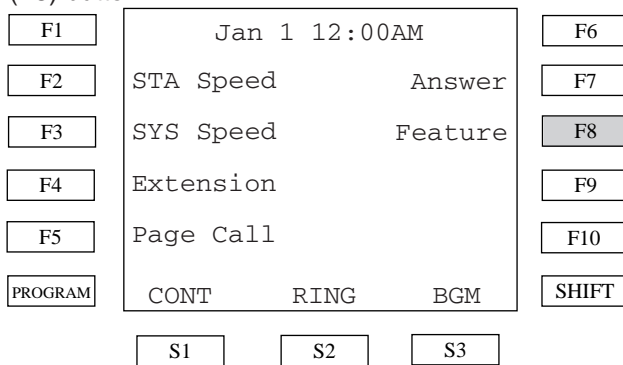 F1 Jan 1 12:00AM F6
F2 STA Speed Answer F7
F3 SYS Speed Feature F8
F4 Extension F9
F5 Page Call F10
PROGRAM CONT RING BGM SHIFT
S1 S2 S3